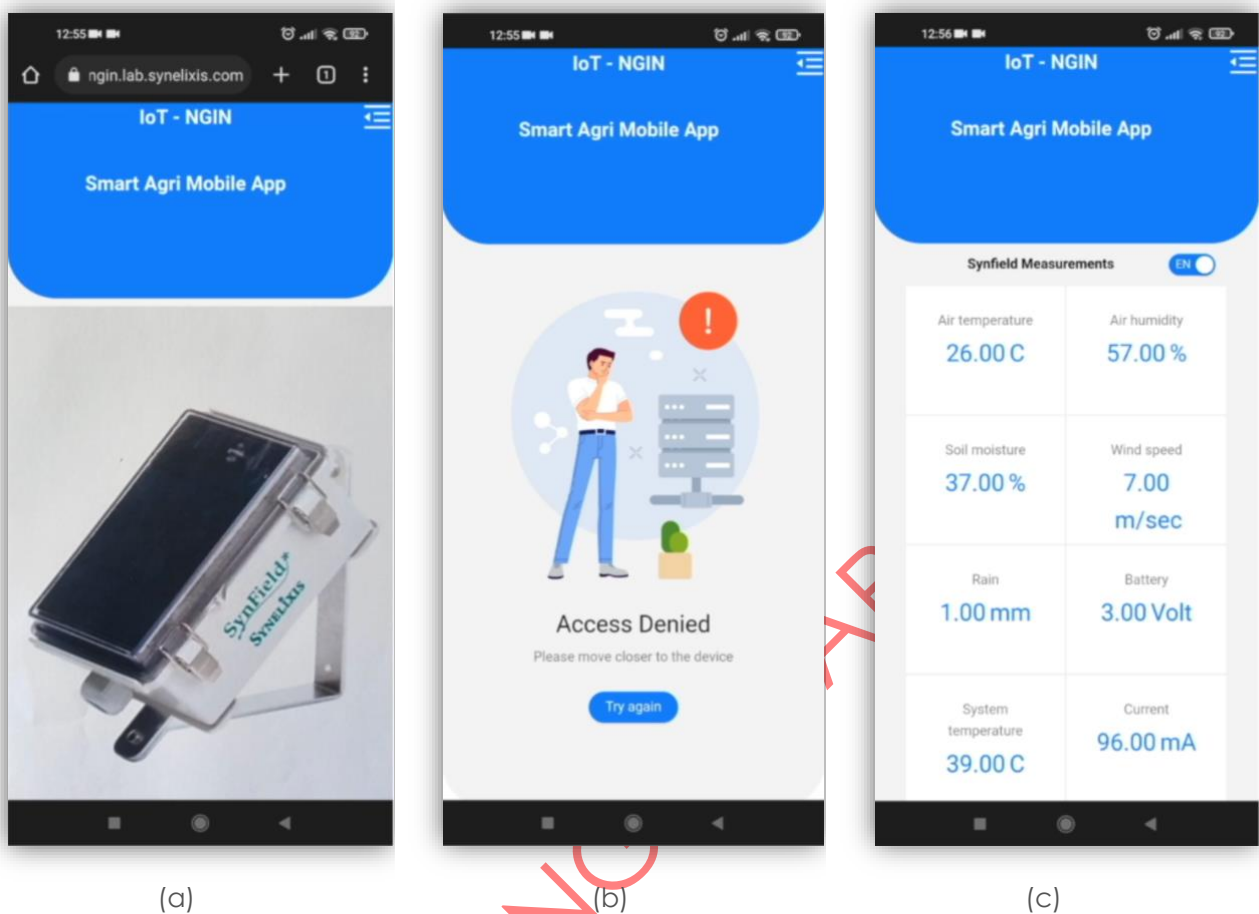 12:55
92
ngin.lab.synelixis.com
1
IoT - NGIN
Smart Agri Mobile App
SynField
SYNELIXIS
(a)
12:55
92
IoT - NGIN
Smart Agri Mobile App
!
Access Denied
Please move closer to the device
Try again
(b)
12:56
92
IoT - NGIN
Smart Agri Mobile App
Synfield Measurements
EN
Air temperature
26.00 C
Air humidity
57.00 %
Soil moisture
37.00 %
Wind speed
7.00
m/sec
Rain
1.00 mm
Battery
3.00 Volt
System
temperature
39.00 C
Current
96.00 mA
(c)